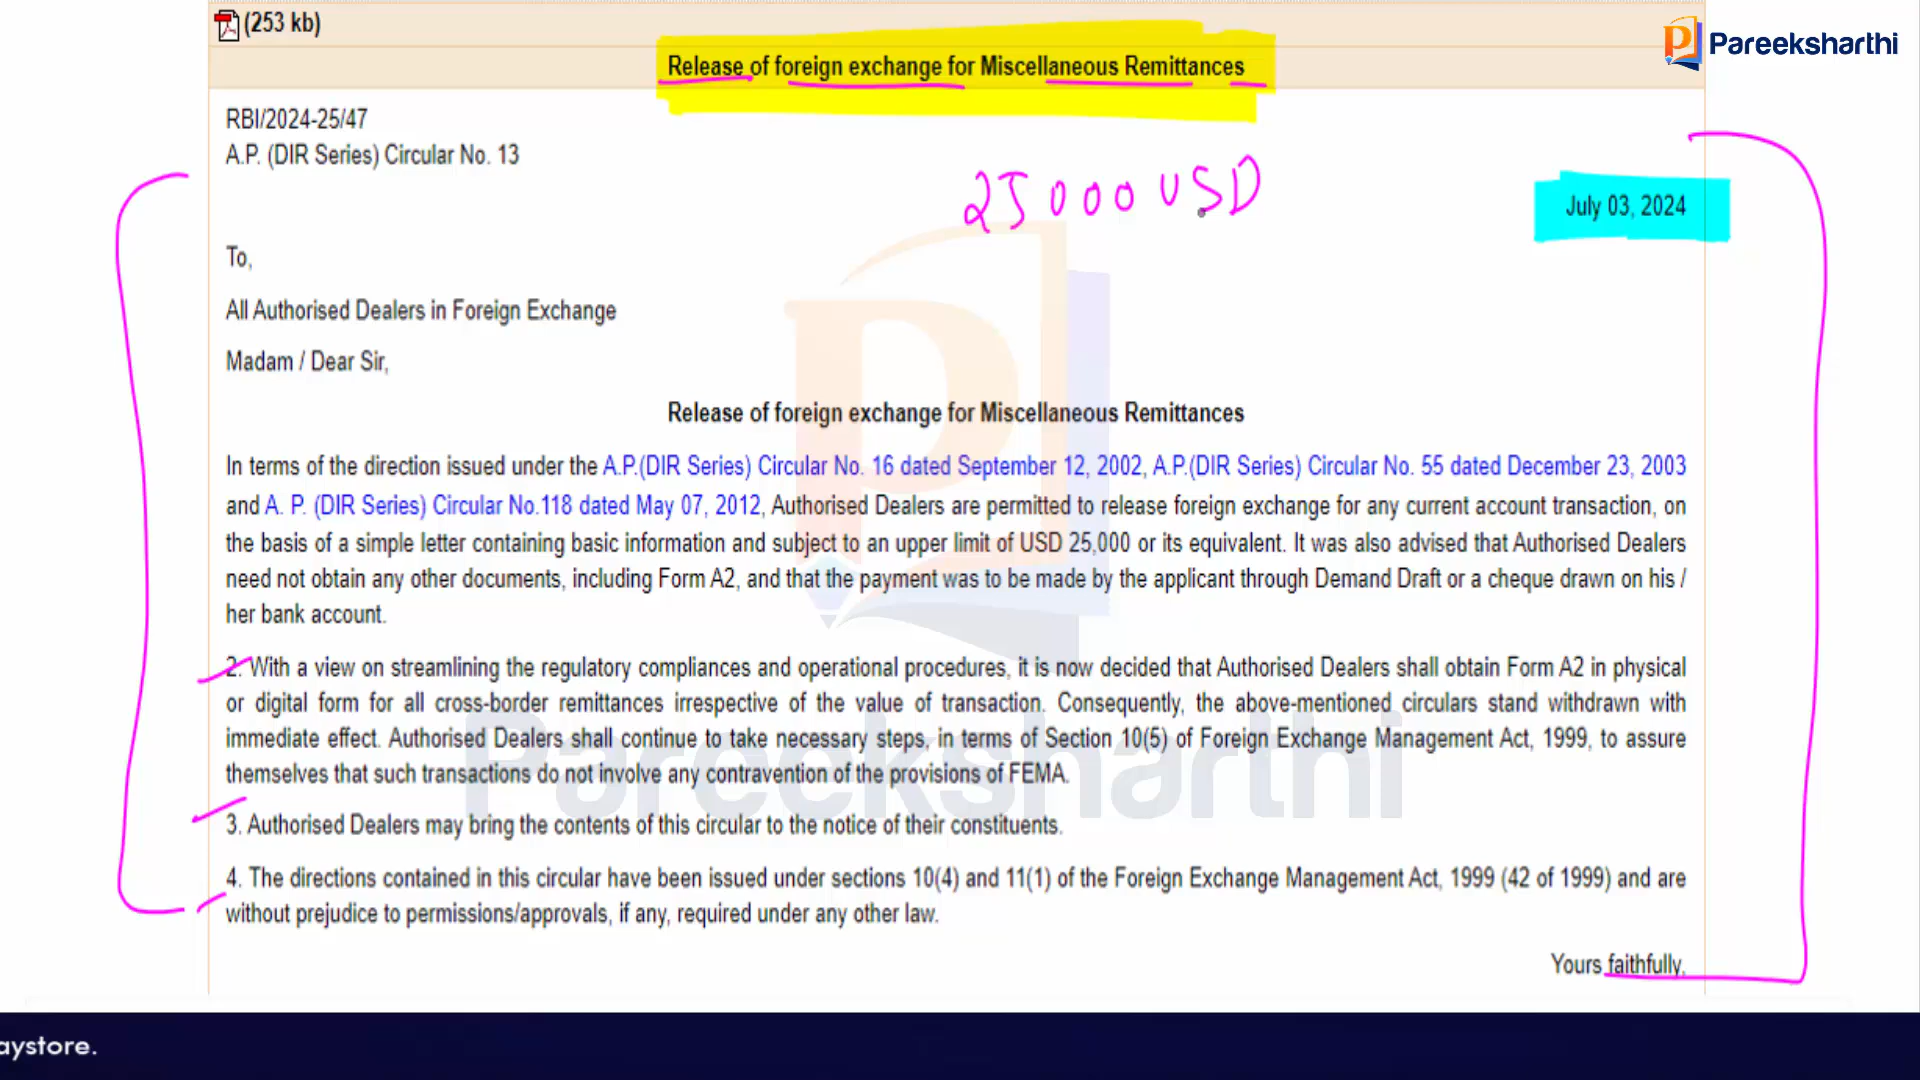 (253 kb)
Pareeksharthi
Release of foreign exchange for Miscellaneous Remittances
RBI/2024-25/47
A.P. (DIR Series) Circular No. 13
25000 USD
July 03, 2024
To,
All Authorised Dealers in Foreign Exchange
Madam / Dear Sir,
Release of foreign exchange for Miscellaneous Remittances
In terms of the direction issued under the A.P.(DIR Series) Circular No. 16 dated September 12, 2002, A.P.(DIR Series) Circular No. 55 dated December 23, 2003
and A. P. (DIR Series) Circular No.118 dated May 07, 2012, Authorised Dealers are permitted to release foreign exchange for any current account transaction, on
the basis of a simple letter containing basic information and subject to an upper limit of USD 25,000 or its equivalent. It was also advised that Authorised Dealers
need not obtain any other documents, including Form A2, and that the payment was to be made by the applicant through Demand Draft or a cheque drawn on his /
her bank account.
2. With a view on streamlining the regulatory compliances and operational procedures, it is now decided that Authorised Dealers shall obtain Form A2 in physical
or digital form for all cross-border remittances irrespective of the value of transaction. Consequently, the above-mentioned circulars stand withdrawn with
immediate effect. Authorised Dealers shall continue to take necessary steps, in terms of Section 10(5) of Foreign Exchange Management Act, 1999, to assure
themselves that such transactions do not involve any contravention of the provisions of FEMA.
Pareeksharthi
3. Authorised Dealers may bring the contents of this circular to the notice of their constituents.
4. The directions contained in this circular have been issued under sections 10(4) and 11(1) of the Foreign Exchange Management Act, 1999 (42 of 1999) and are
without prejudice to permissions/approvals, if any, required under any other law.
Yours faithfully,
aystore.